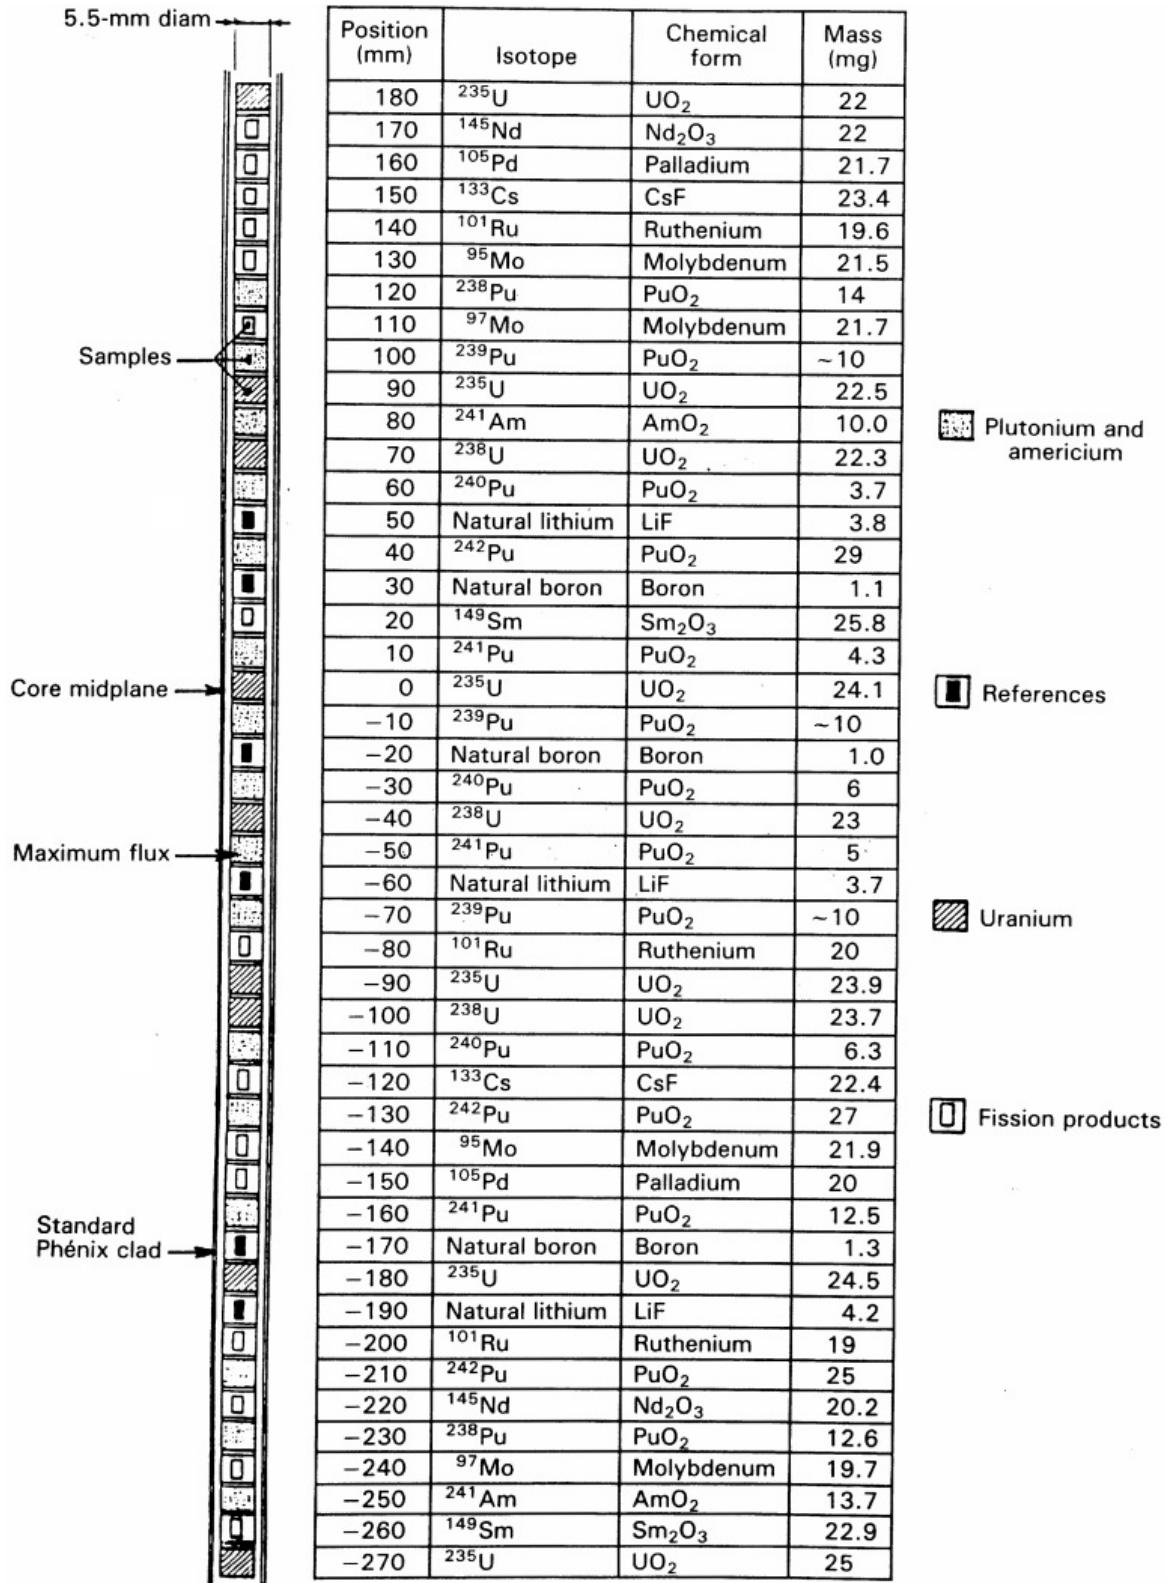 5.5-mm diam
Position (mm) Isotope Chemical form Mass (mg)
180 ²³⁵U UO₂ 22
170 ¹⁴⁵Nd Nd₂O₃ 22
160 ¹⁰⁵Pd Palladium 21.7
150 ¹³³Cs CsF 23.4
140 ¹⁰¹Ru Ruthenium 19.6
130 ⁹⁵Mo Molybdenum 21.5
120 ²³⁸Pu PuO₂ 14
110 ⁹⁷Mo Molybdenum 21.7
Samples
100 ²³⁹Pu PuO₂ ~10
90 ²³⁵U UO₂ 22.5
80 ²⁴¹Am AmO₂ 10.0
Plutonium and
americium
70 ²³⁸U UO₂ 22.3
60 ²⁴⁰Pu PuO₂ 3.7
50 Natural lithium LiF 3.8
40 ²⁴²Pu PuO₂ 29
30 Natural boron Boron 1.1
20 ¹⁴⁹Sm Sm₂O₃ 25.8
10 ²⁴¹Pu PuO₂ 4.3
Core midplane
0 ²³⁵U UO₂ 24.1
References
−10 ²³⁹Pu PuO₂ ~10
−20 Natural boron Boron 1.0
−30 ²⁴⁰Pu PuO₂ 6
−40 ²³⁸U UO₂ 23
Maximum flux
−50 ²⁴¹Pu PuO₂ 5
−60 Natural lithium LiF 3.7
−70 ²³⁹Pu PuO₂ ~10
Uranium
−80 ¹⁰¹Ru Ruthenium 20
−90 ²³⁵U UO₂ 23.9
−100 ²³⁸U UO₂ 23.7
−110 ²⁴⁰Pu PuO₂ 6.3
−120 ¹³³Cs CsF 22.4
−130 ²⁴²Pu PuO₂ 27
Fission products
−140 ⁹⁵Mo Molybdenum 21.9
−150 ¹⁰⁵Pd Palladium 20
−160 ²⁴¹Pu PuO₂ 12.5
Standard
Phénix clad
−170 Natural boron Boron 1.3
−180 ²³⁵U UO₂ 24.5
−190 Natural lithium LiF 4.2
−200 ¹⁰¹Ru Ruthenium 19
−210 ²⁴²Pu PuO₂ 25
−220 ¹⁴⁵Nd Nd₂O₃ 20.2
−230 ²³⁸Pu PuO₂ 12.6
−240 ⁹⁷Mo Molybdenum 19.7
−250 ²⁴¹Am AmO₂ 13.7
−260 ¹⁴⁹Sm Sm₂O₃ 22.9
−270 ²³⁵U UO₂ 25